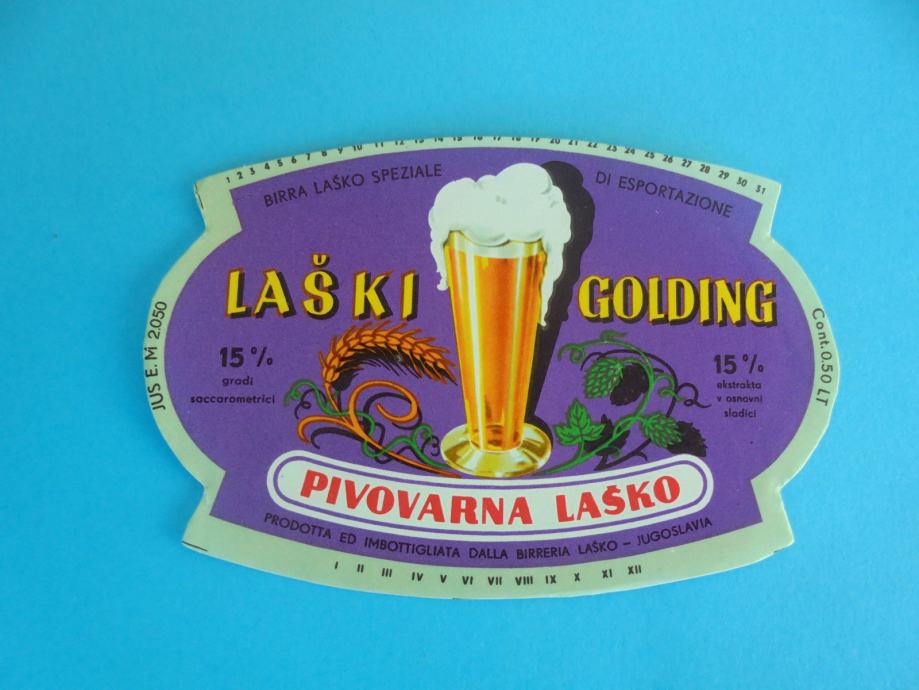 1 2 3 4 5 6 7 8 9 10 11 12 13 14 15 16 17 18 19 20 21 22 23 24 25 26 27 28 29 30 31
BIRRA LAŠKO SPEZIALE DI ESPORTAZIONE
LAŠKI GOLDING
15 %
gradi
saccarometrici
15 %
ekstrakta
v osnovni
sladici
JUS E.M 2.050
Cont. 0.50 LT
PIVOVARNA LAŠKO
PRODOTTA ED IMBOTTIGLIATA DALLA BIRRERIA LAŠKO – JUGOSLAVIA
I II III IV V VI VII VIII IX X XI XII